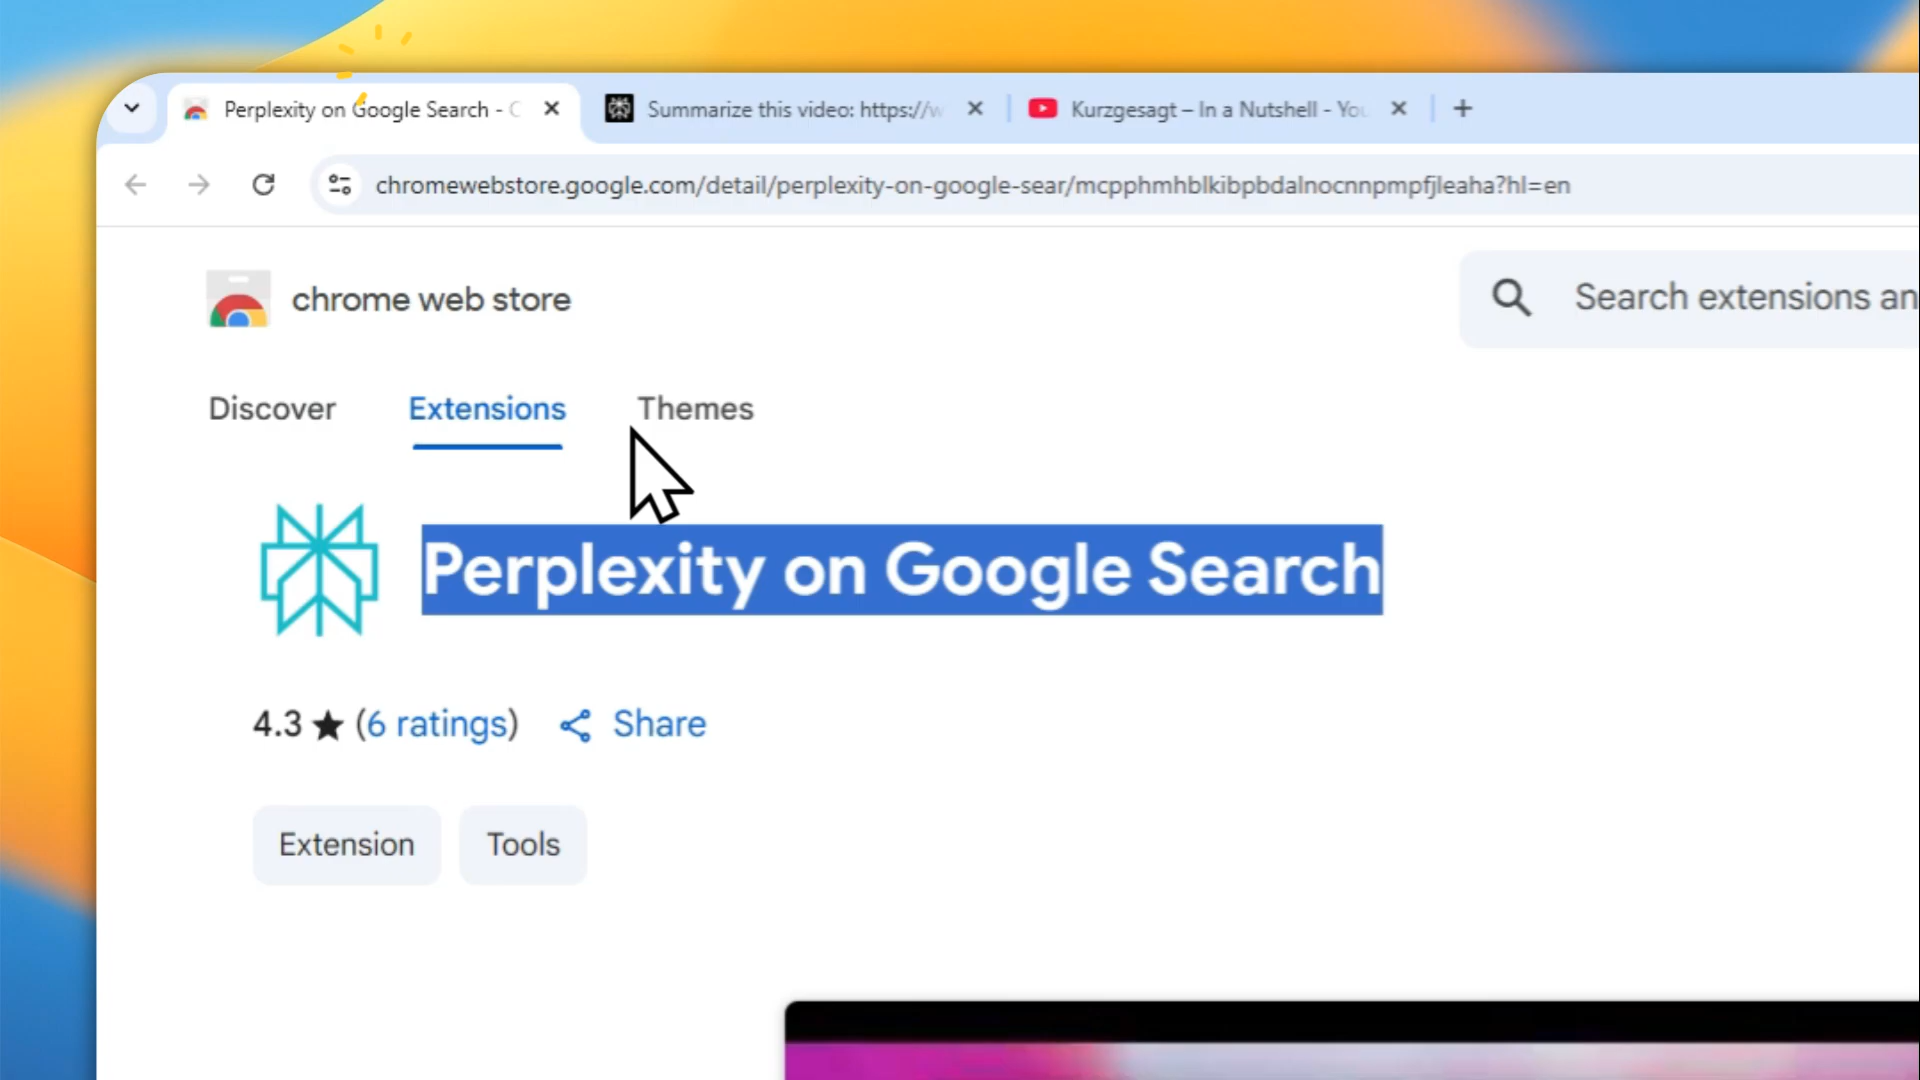 Perplexity on Google Search - C
Summarize this video: https://w
Kurzgesagt – In a Nutshell - You
chromewebstore.google.com/detail/perplexity-on-google-sear/mcpphmhblkibpbdalnocnnpmpfjleaha?hl=en
chrome web store
Search extensions an
Discover
Extensions
Themes
Perplexity on Google Search
4.3 ★ (6 ratings)
Share
Extension
Tools